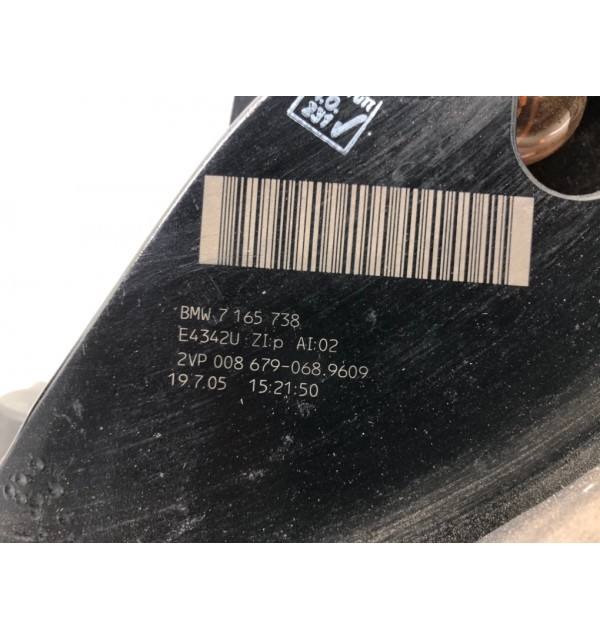 I.O.
231
BMW 7 165 738
E4342U ZI:p AI:02
2VP 008 679-068.9609
19.7.05 15:21:50